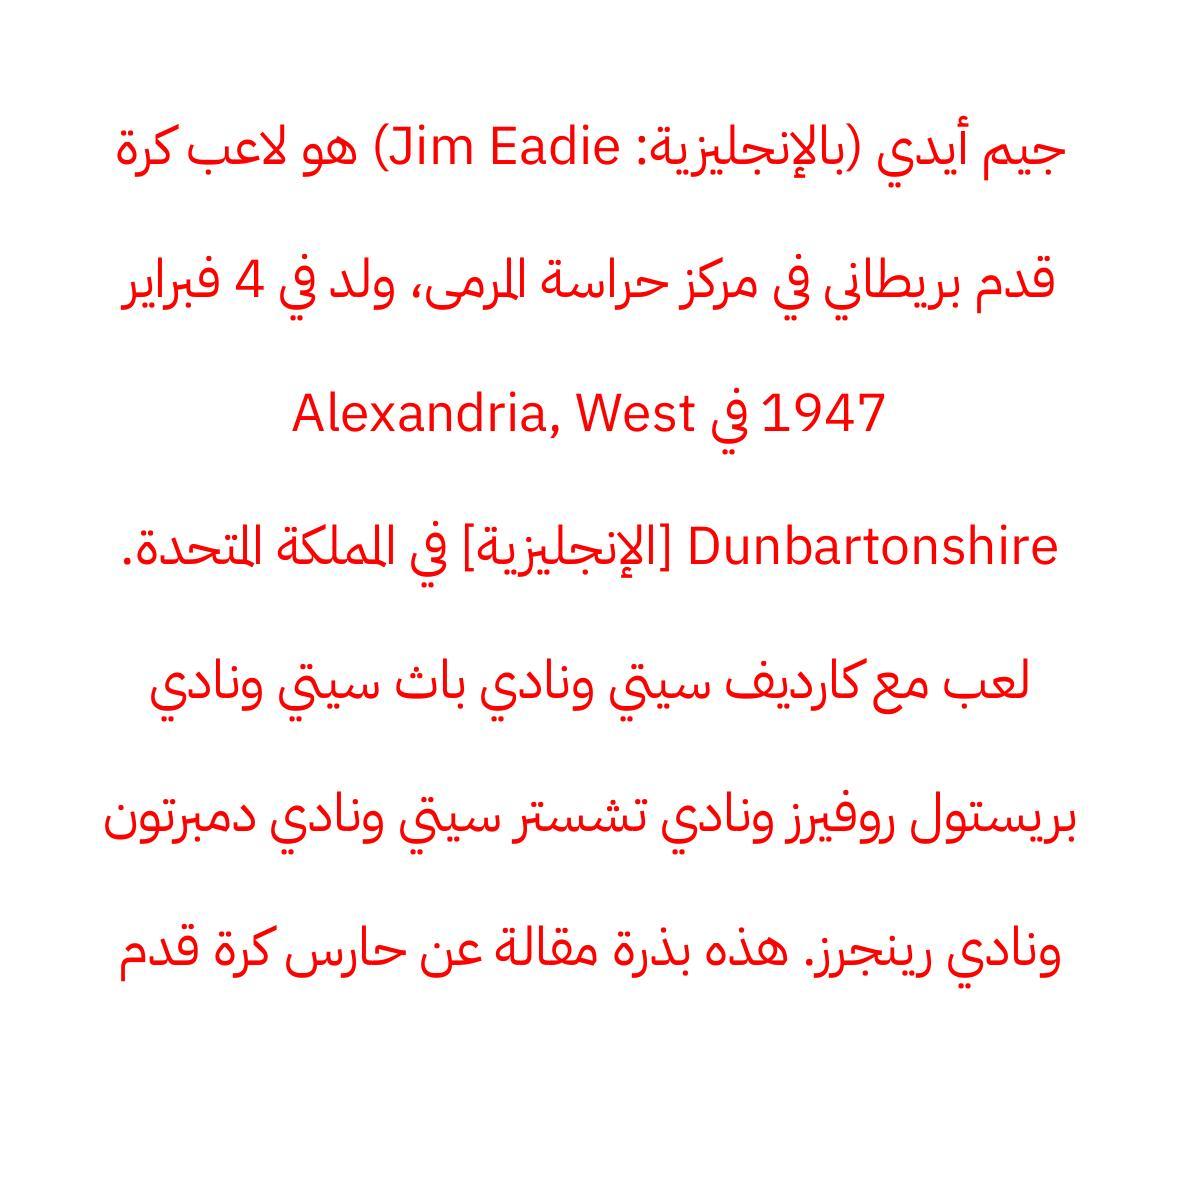 جيم أيدي (بالإنجليزية: Jim Eadie) هو لاعب كرة
قدم بريطاني في مركز حراسة المرمى، ولد في 4 فبراير
1947 في Alexandria, West
Dunbartonshire [الإنجليزية] في المملكة المتحدة.
لعب مع كارديف سيتي ونادي باث سيتي ونادي
بريستول روفيرز ونادي تشستر سيتي ونادي دمبرتون
ونادي رينجرز. هذه بذرة مقالة عن حارس كرة قدم